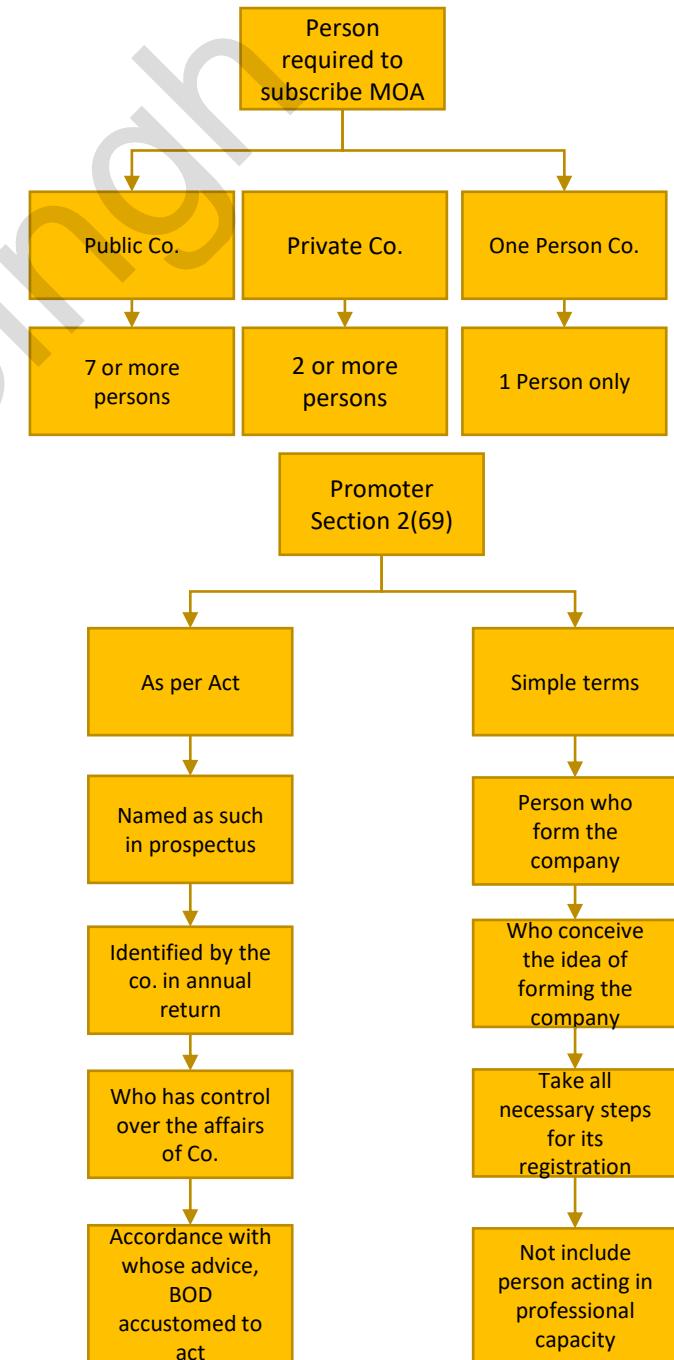 Person
required to
subscribe MOA
Public Co.
Private Co.
One Person Co.
7 or more
persons
2 or more
persons
1 Person only
Promoter
Section 2(69)
As per Act
Simple terms
Named as such
in prospectus
Person who
form the
company
Identified by the
co. in annual
return
Who conceive
the idea of
forming the
company
Who has control
over the affairs
of Co.
Take all
necessary steps
for its
registration
Accordance with
whose advice,
BOD
accustomed to
act
Not include
person acting in
professional
capacity